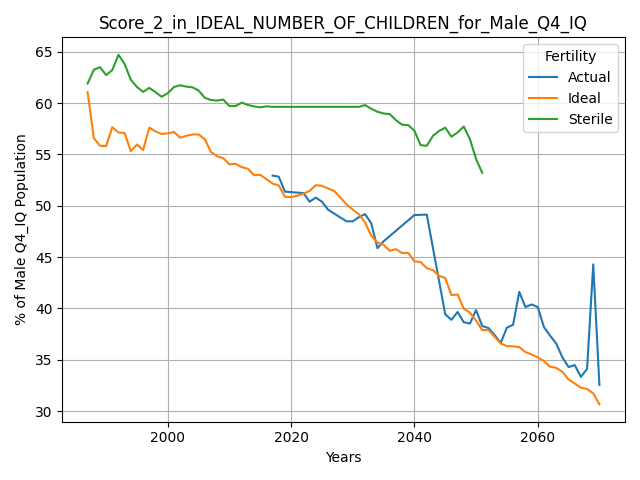 Score_2_in_IDEAL_NUMBER_OF_CHILDREN_for_Male_Q4_IQ
Fertility
Actual
Ideal
Sterile
% of Male Q4_IQ Population
65
60
55
50
45
40
35
30
2000
2020
2040
2060
Years